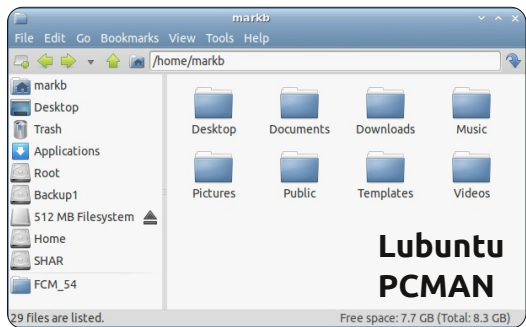 markb
File Edit Go Bookmarks View Tools Help
/home/markb
markb
Desktop
Trash
Applications
Root
Backup1
512 MB Filesystem
Home
SHAR
FCM_54
Desktop Documents Downloads Music
Pictures Public Templates Videos
Lubuntu
PCMAN
29 files are listed. Free space: 7.7 GB (Total: 8.3 GB)